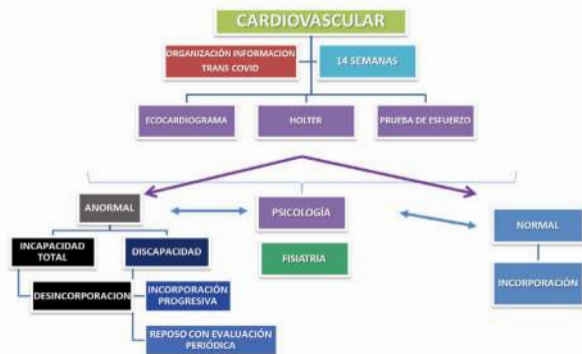 CARDIOVASCULAR
ORGANIZACIÓN INFORMACION
TRANS COVID
14 SEMANAS
ECOCARDIOGRAMA
HOLTER
PRUEBA DE ESFUERZO
ANORMAL
PSICOLOGÍA
NORMAL
INCAPACIDAD
TOTAL
DISCAPACIDAD
FISIATRIA
DESINCORPORACION
INCORPORACIÓN
PROGRESIVA
INCORPORACIÓN
REPOSO CON EVALUACIÓN
PERIÓDICA